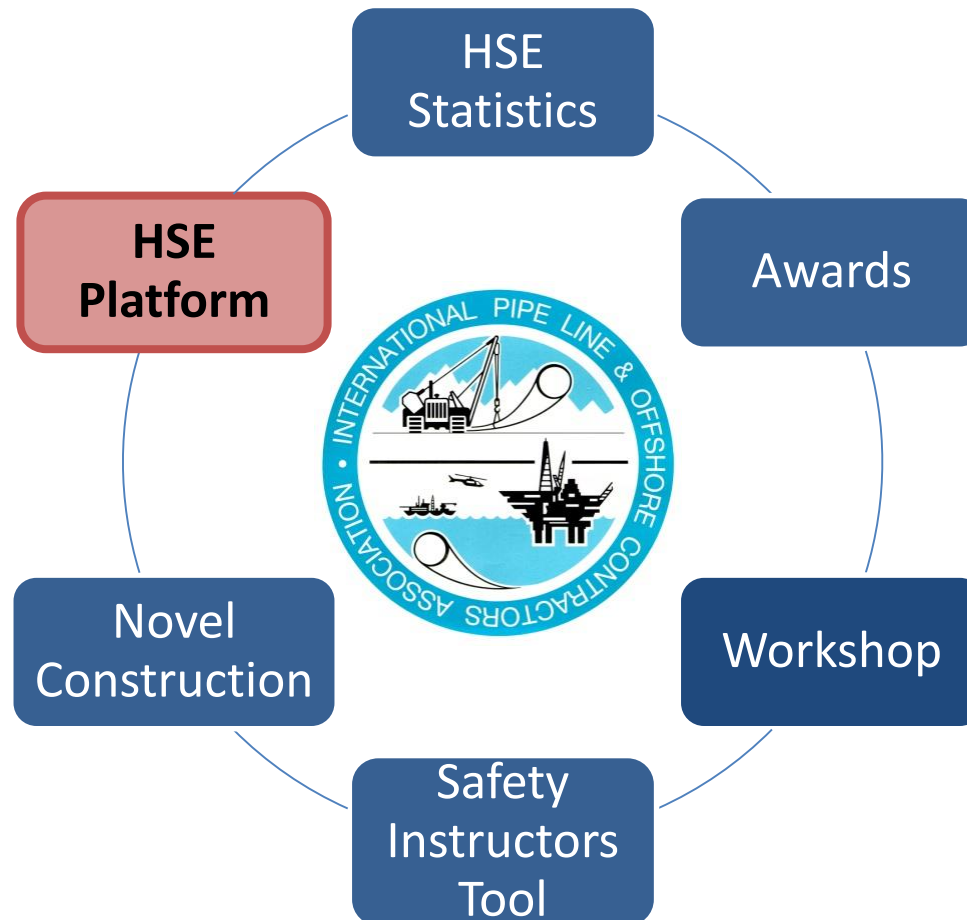 HSE
Statistics
Awards
Workshop
Safety
Instructors
Tool
Novel
Construction
HSE
Platform
INTERNATIONAL PIPE LINE & OFFSHORE CONTRACTORS ASSOCIATION •